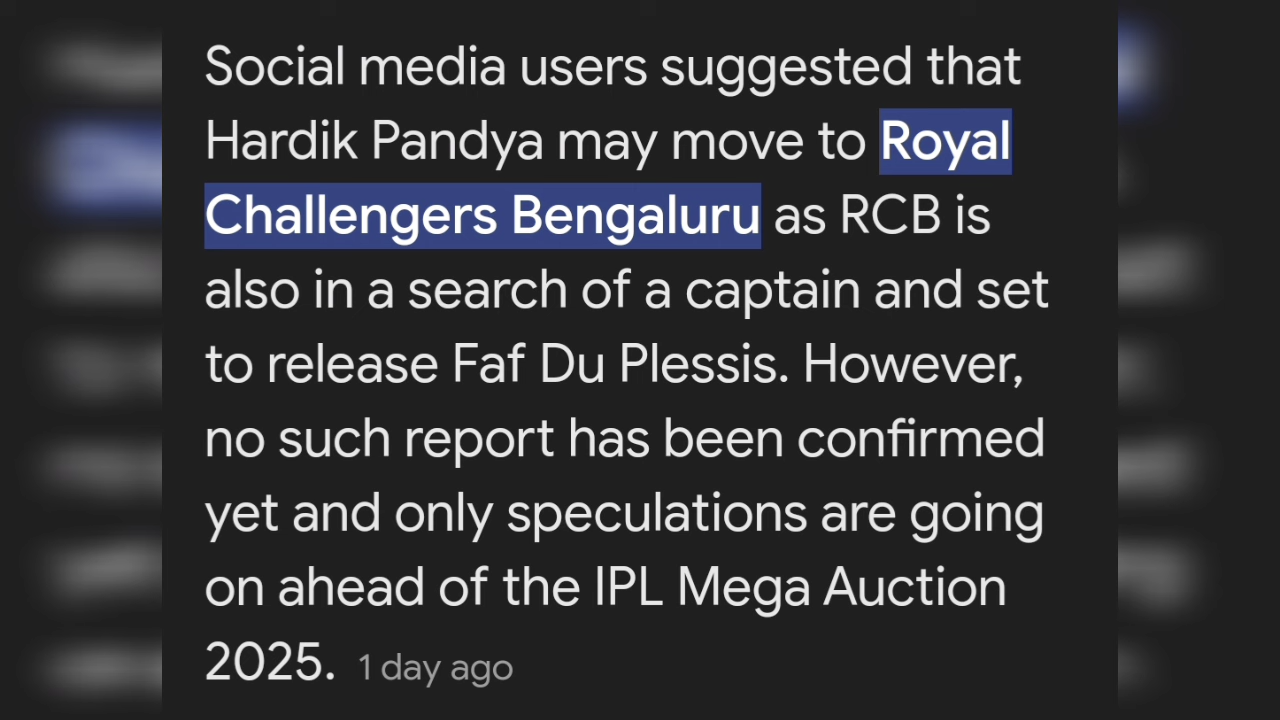 Social media users suggested that
Hardik Pandya may move to Royal
Challengers Bengaluru as RCB is
also in a search of a captain and set
to release Faf Du Plessis. However,
no such report has been confirmed
yet and only speculations are going
on ahead of the IPL Mega Auction
2025. 1 day ago